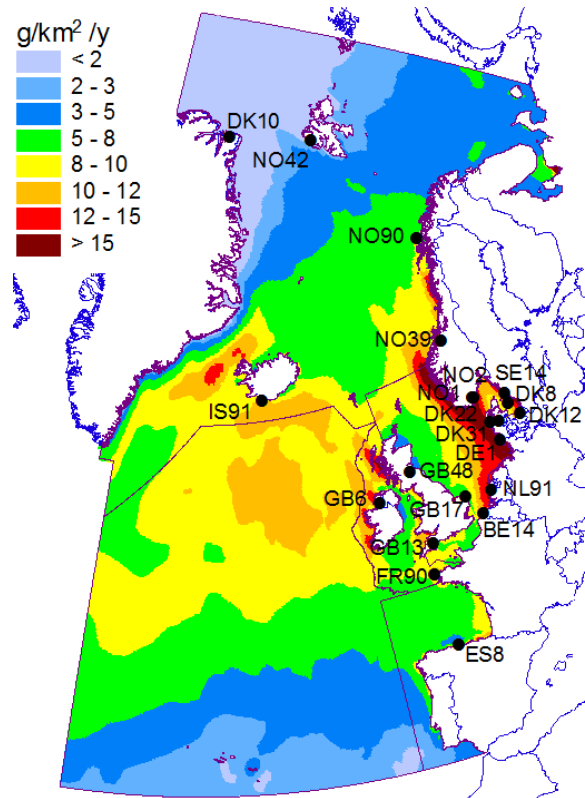 g/km² /y
< 2
2 - 3
3 - 5
5 - 8
8 - 10
10 - 12
12 - 15
> 15
DK10
NO42
NO90
NO39
SE14
NO2
DK8
NO1
IS91
DK22
DK12
DK31
DE1
GB48
NL91
GB6
GB17
BE14
GB13
FR90
ES8